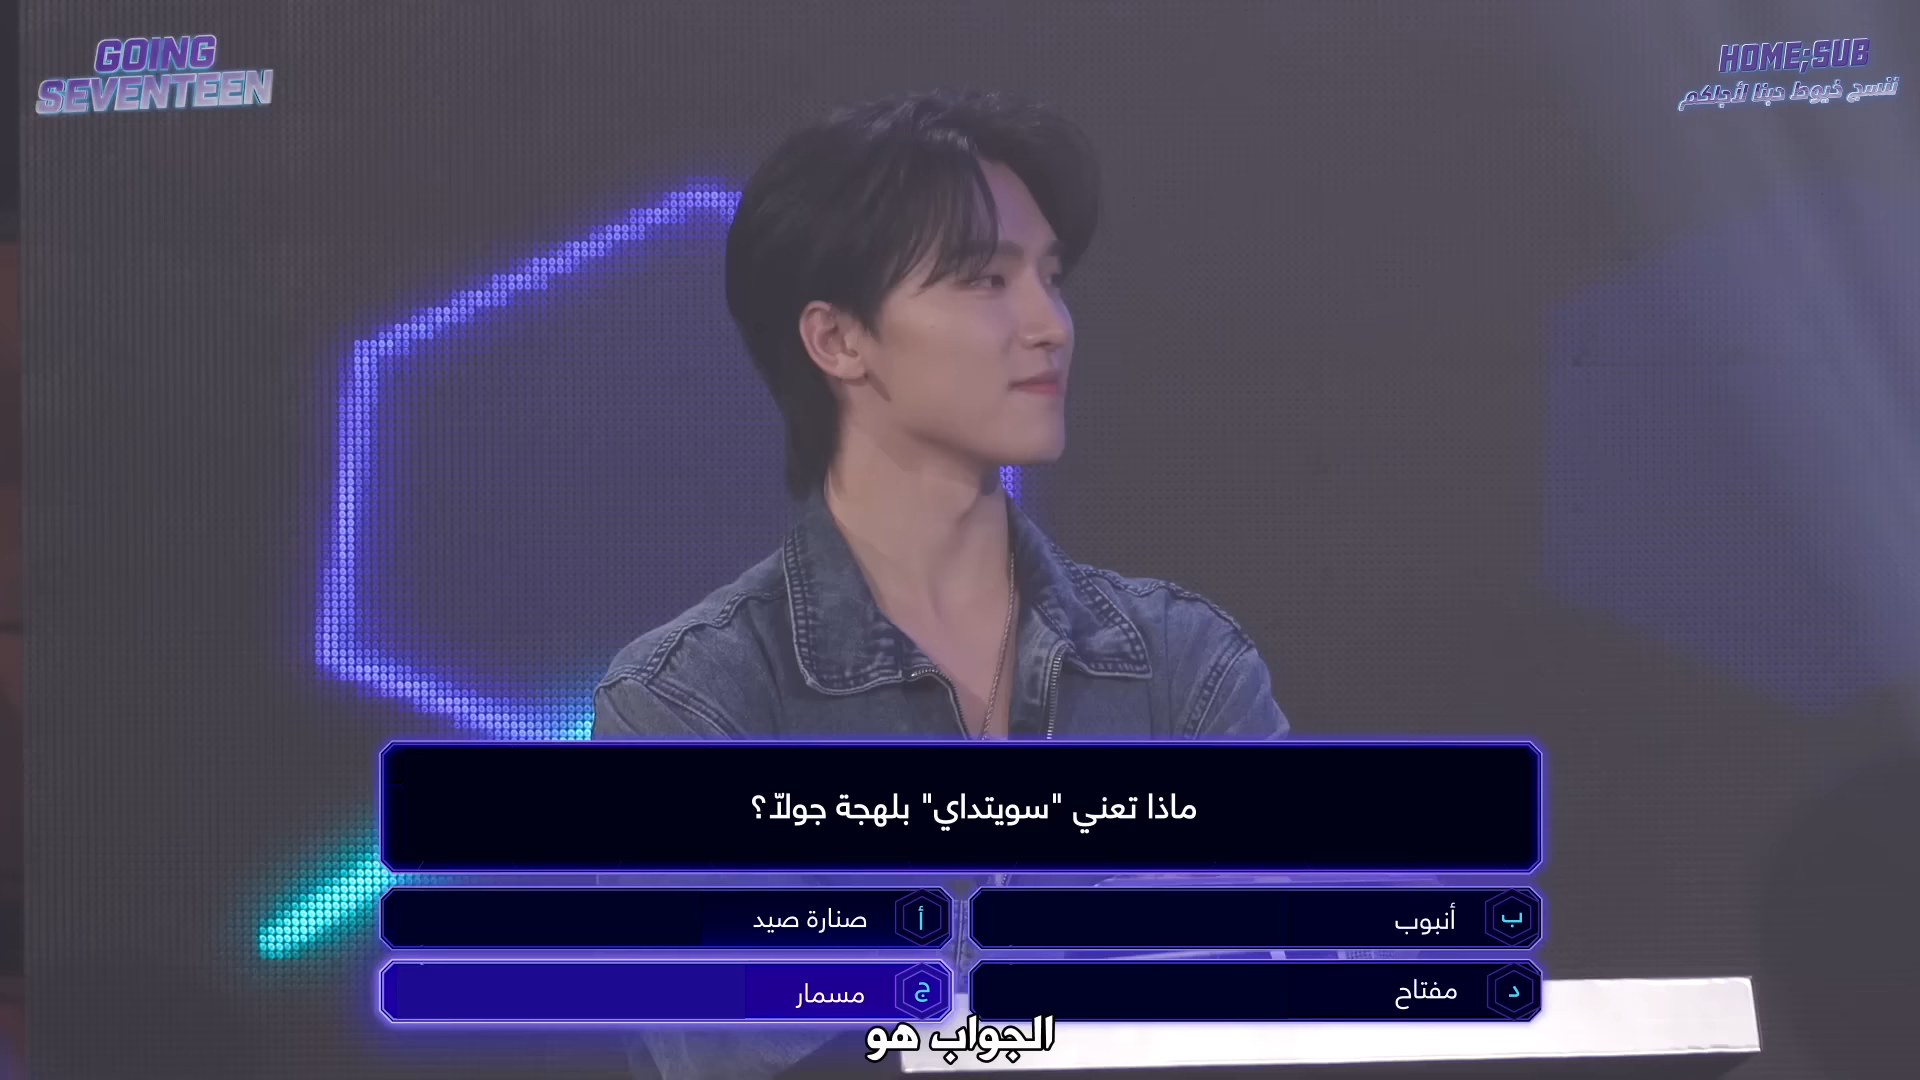 GOING
SEVENTEEN
HOME;SUB
ننسج خيوط حبنا لأجلكم
ماذا تعني "سويتداي" بلهجة جولّا؟
أ صنارة صيد
ب أنبوب
ج مسمار
د مفتاح
الجواب هو